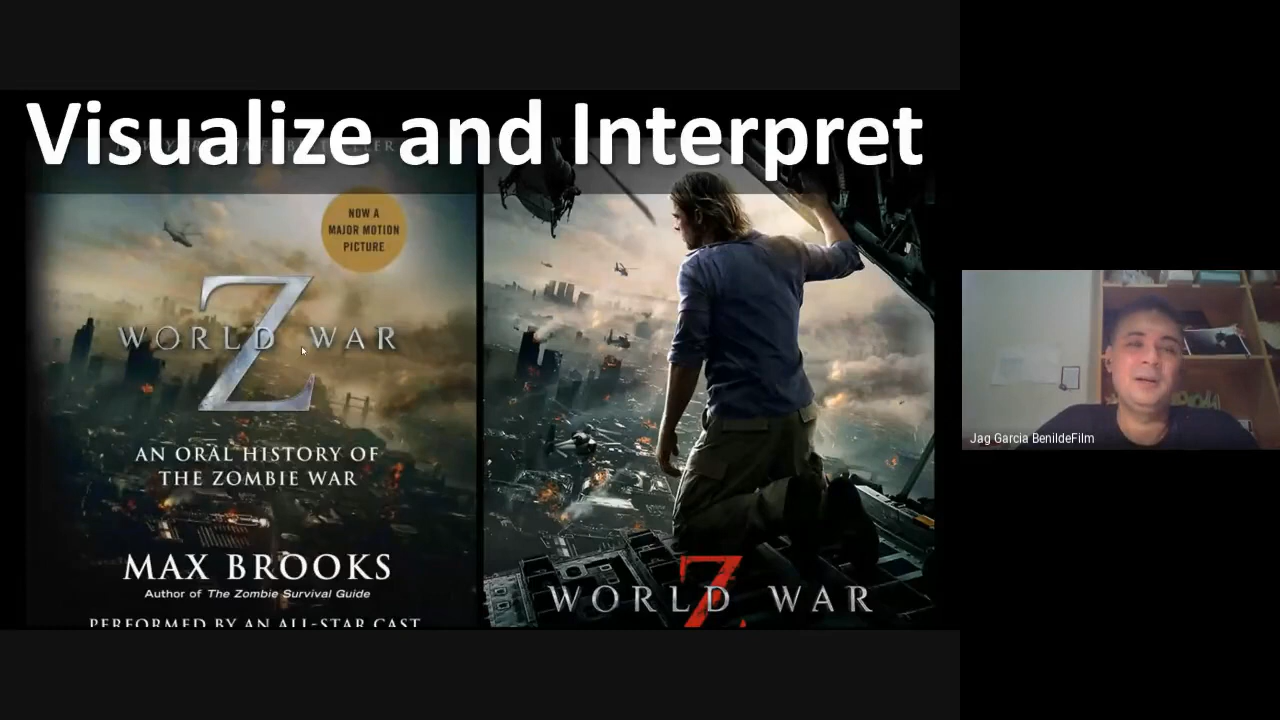 Visualize and Interpret
NOW A
MAJOR MOTION
PICTURE
Z
WORLD WAR
AN ORAL HISTORY OF
THE ZOMBIE WAR
MAX BROOKS
Author of The Zombie Survival Guide
PERFORMED BY AN ALL-STAR CAST
Z
WORLD WAR
Jag Garcia BenildeFilm